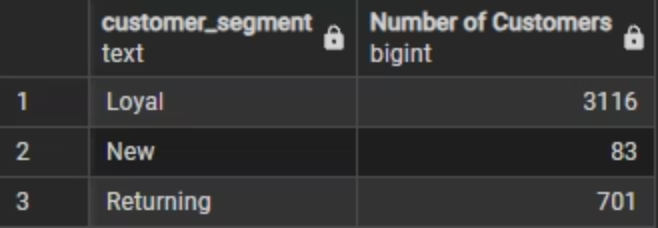 customer_segment Number of Customers
text bigint
1 Loyal 3116
2 New 83
3 Returning 701